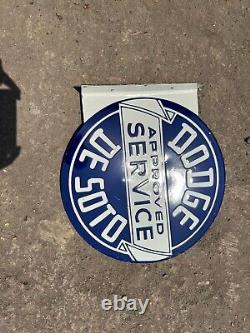 DODGE
APPROVED
SERVICE
DE SOTO